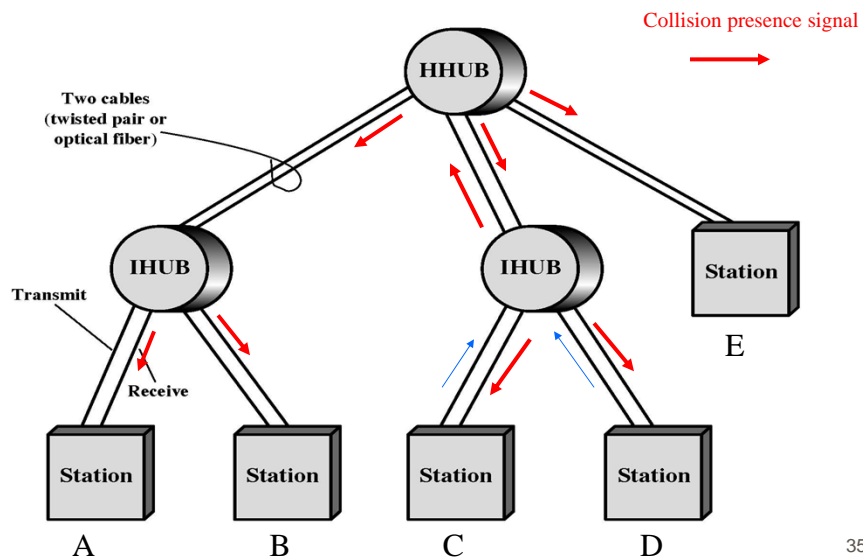 Collision presence signal
HHUB
Two cables
(twisted pair or
optical fiber)
IHUB
IHUB
Station
Transmit
E
Receive
Station
Station
Station
Station
A
B
C
D
35